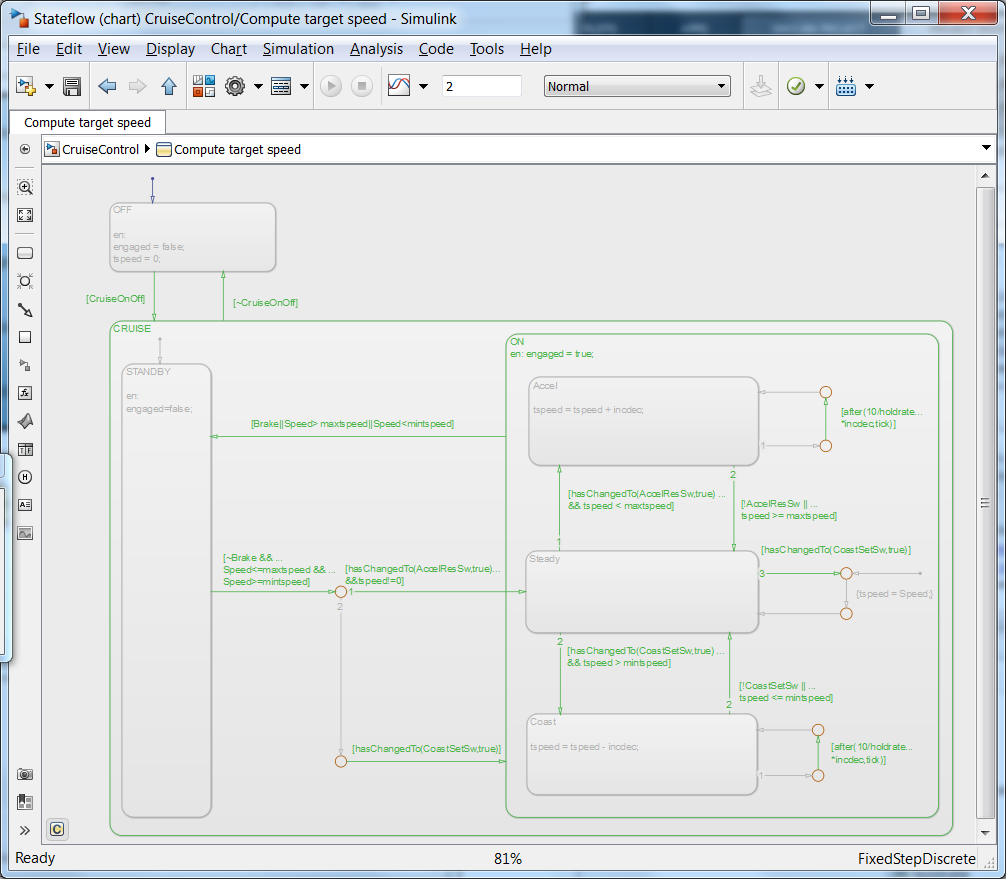 Stateflow (chart) CruiseControl/Compute target speed - Simulink
File Edit View Display Chart Simulation Analysis Code Tools Help
2
Normal
Compute target speed
CruiseControl
Compute target speed
OFF
en:
engaged = false;
tspeed = 0;
[CruiseOnOff]
[~CruiseOnOff]
CRUISE
STANDBY
en:
engaged=false;
[Brake||Speed> maxtspeed||Speed<mintspeed]
[~Brake && ...
Speed<=maxtspeed && ...
Speed>=mintspeed]
[hasChangedTo(AccelResSw,true)...
&&tspeed!=0]
1
2
[hasChangedTo(CoastSetSw,true)]
ON
en: engaged = true;
Accel
tspeed = tspeed + incdec;
1
[after(10/holdrate...
*incdec,tick)]
[hasChangedTo(AccelResSw,true) ...
&& tspeed < maxtspeed]
1
2
[!AccelResSw || ...
tspeed >= maxtspeed]
Steady
[hasChangedTo(CoastSetSw,true)]
3
{tspeed = Speed;}
2
[hasChangedTo(CoastSetSw,true) ...
&& tspeed > mintspeed]
[!CoastSetSw || ...
tspeed <= mintspeed]
2
Coast
tspeed = tspeed - incdec;
1
[after(10/holdrate...
*incdec,tick)]
Ready
81%
FixedStepDiscrete